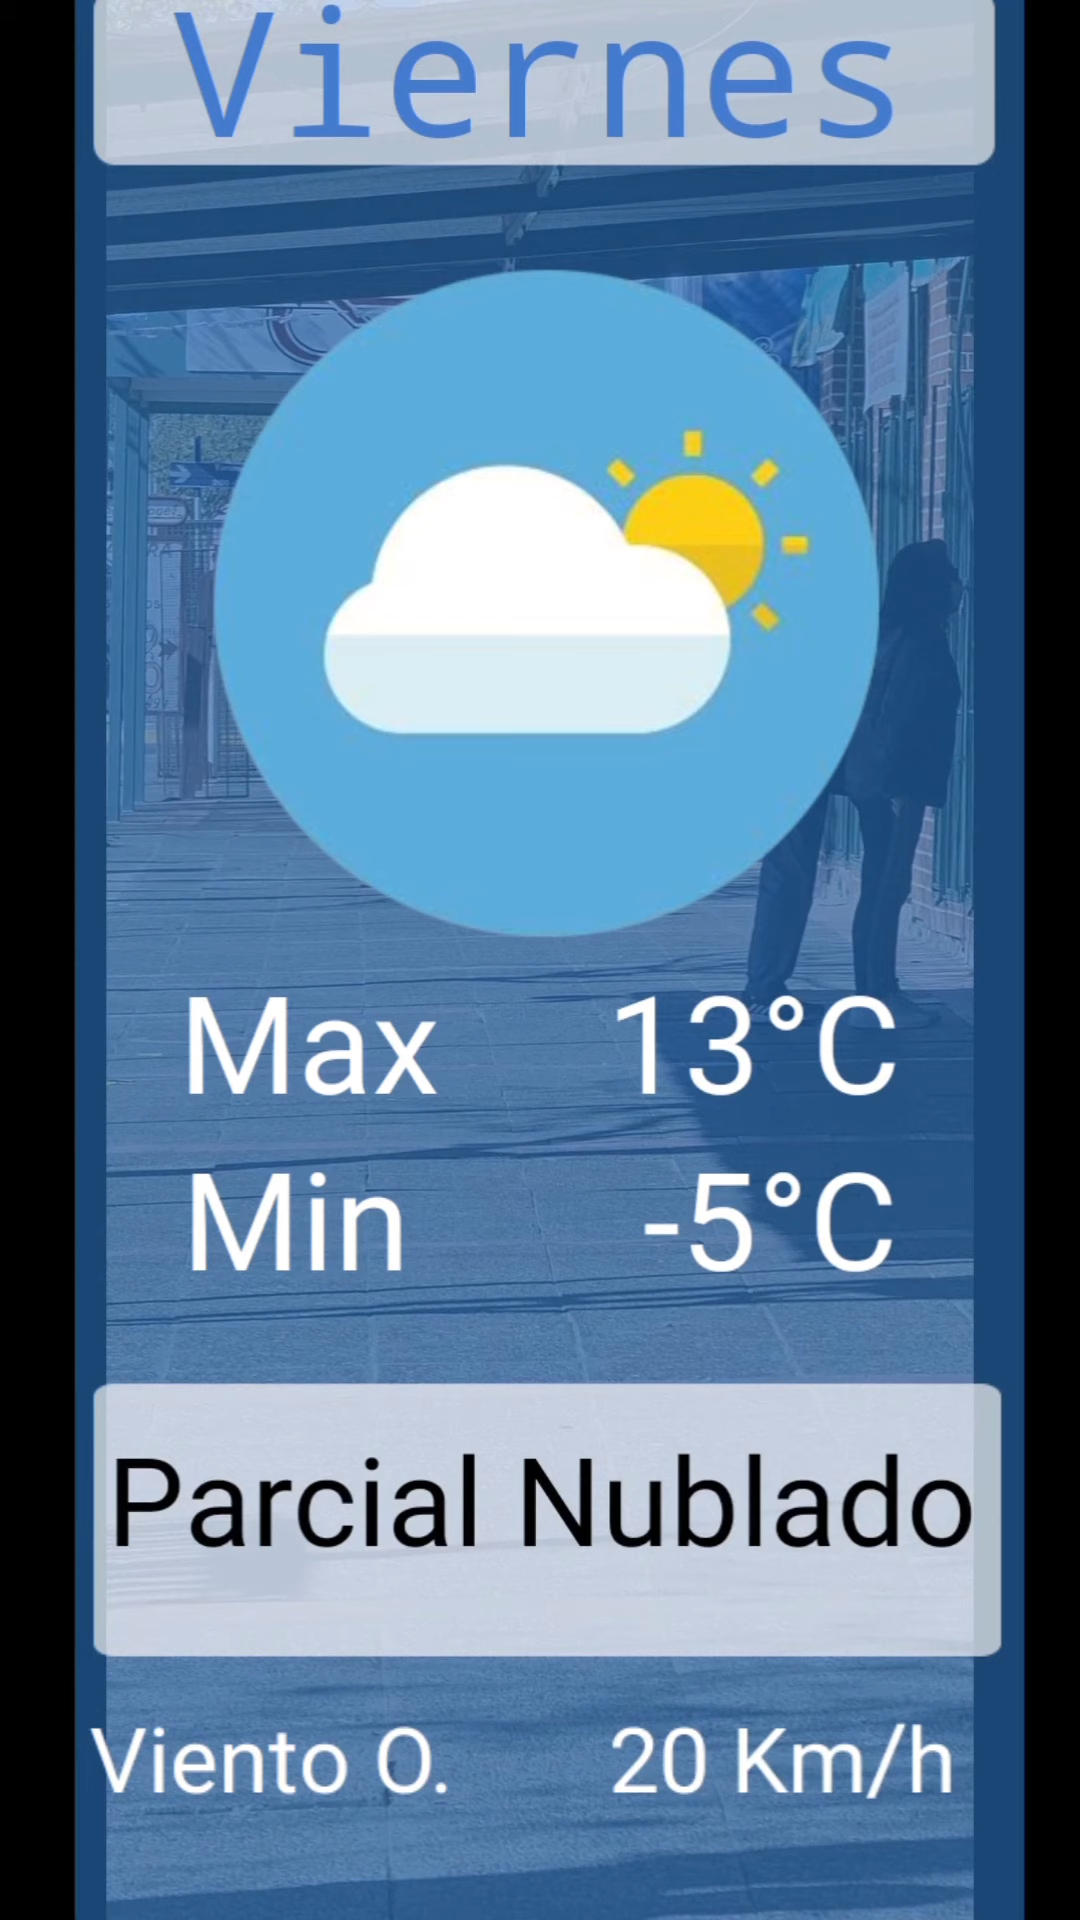 Viernes
Max 13°C
Min -5°C
Parcial Nublado
Viento O. 20 Km/h